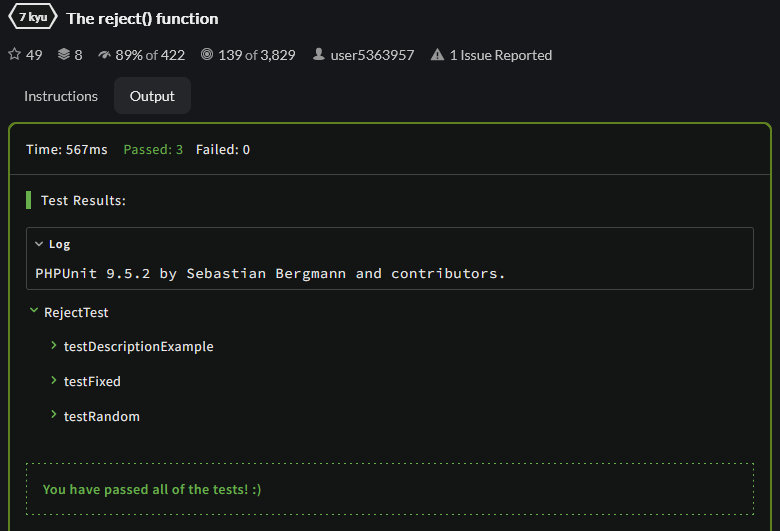 7 kyu The reject() function
49 8 89% of 422 139 of 3,829 user5363957 1 Issue Reported
Instructions Output
Time: 567ms Passed: 3 Failed: 0
Test Results:
Log
PHPUnit 9.5.2 by Sebastian Bergmann and contributors.
RejectTest
testDescriptionExample
testFixed
testRandom
You have passed all of the tests! :)